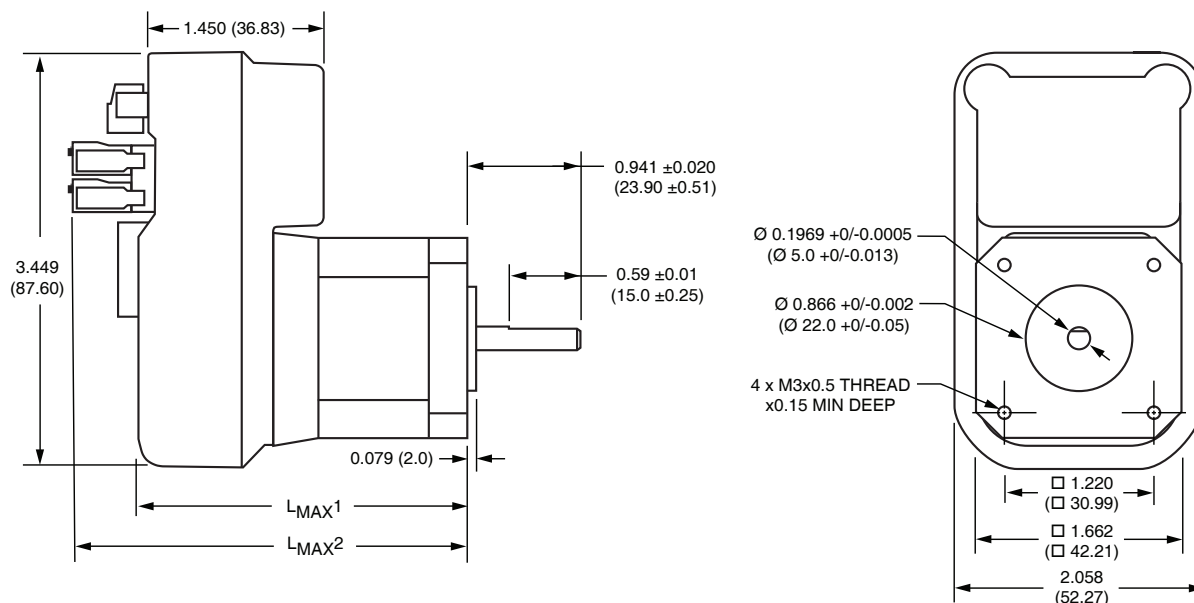 1.450 (36.83)
0.941 ±0.020
(23.90 ±0.51)
3.449
(87.60)
0.59 ±0.01
(15.0 ±0.25)
0.079 (2.0)
LMAX1
LMAX2
Ø 0.1969 +0/-0.0005
(Ø 5.0 +0/-0.013)
Ø 0.866 +0/-0.002
(Ø 22.0 +0/-0.05)
4 x M3x0.5 THREAD
x0.15 MIN DEEP
□ 1.220
(□ 30.99)
□ 1.662
(□ 42.21)
2.058
(52.27)